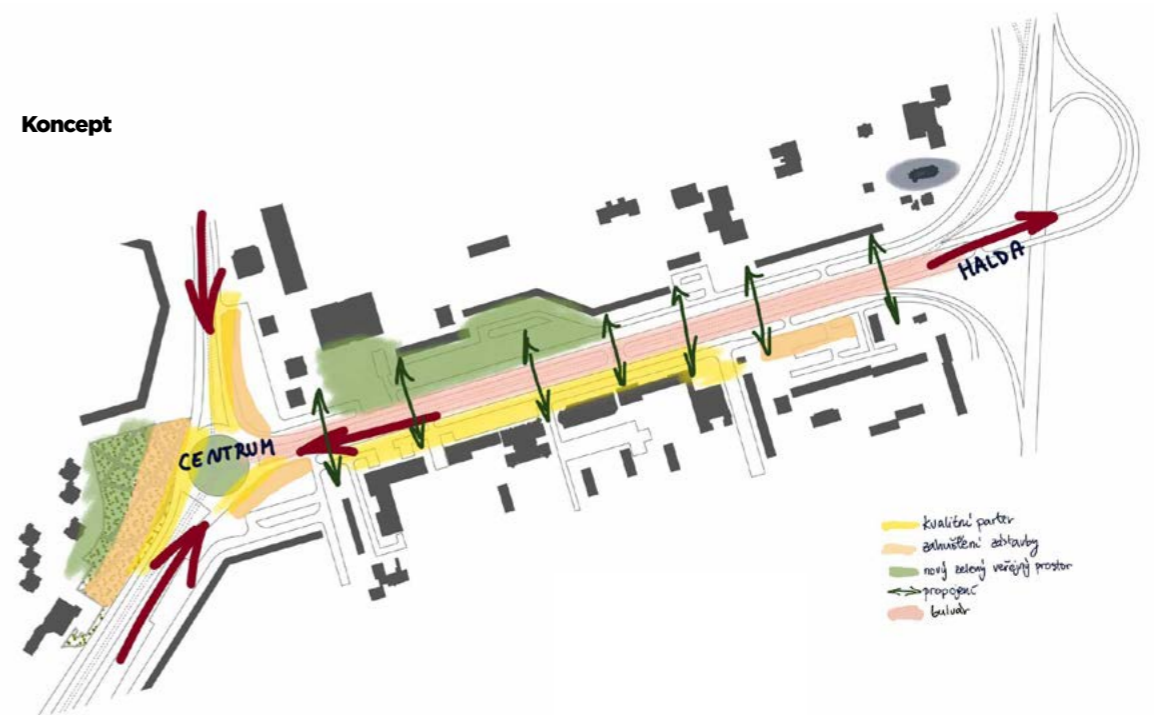 Koncept
HALDA
CENTRUM
kvalitní parter
zahuštění zástavby
nový zelený veřejný prostor
propojení
bulvár